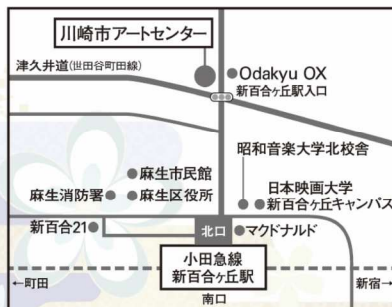 川崎市アートセンター
津久井道(世田谷町田線)
Odakyu OX
新百合ヶ丘駅入口
昭和音楽大学北校舎
麻生市民館
日本映画大学
新百合ヶ丘キャンパス
麻生消防署
麻生区役所
新百合21
北口
マクドナルド
小田急線
新百合ヶ丘駅
←町田
新宿→
南口